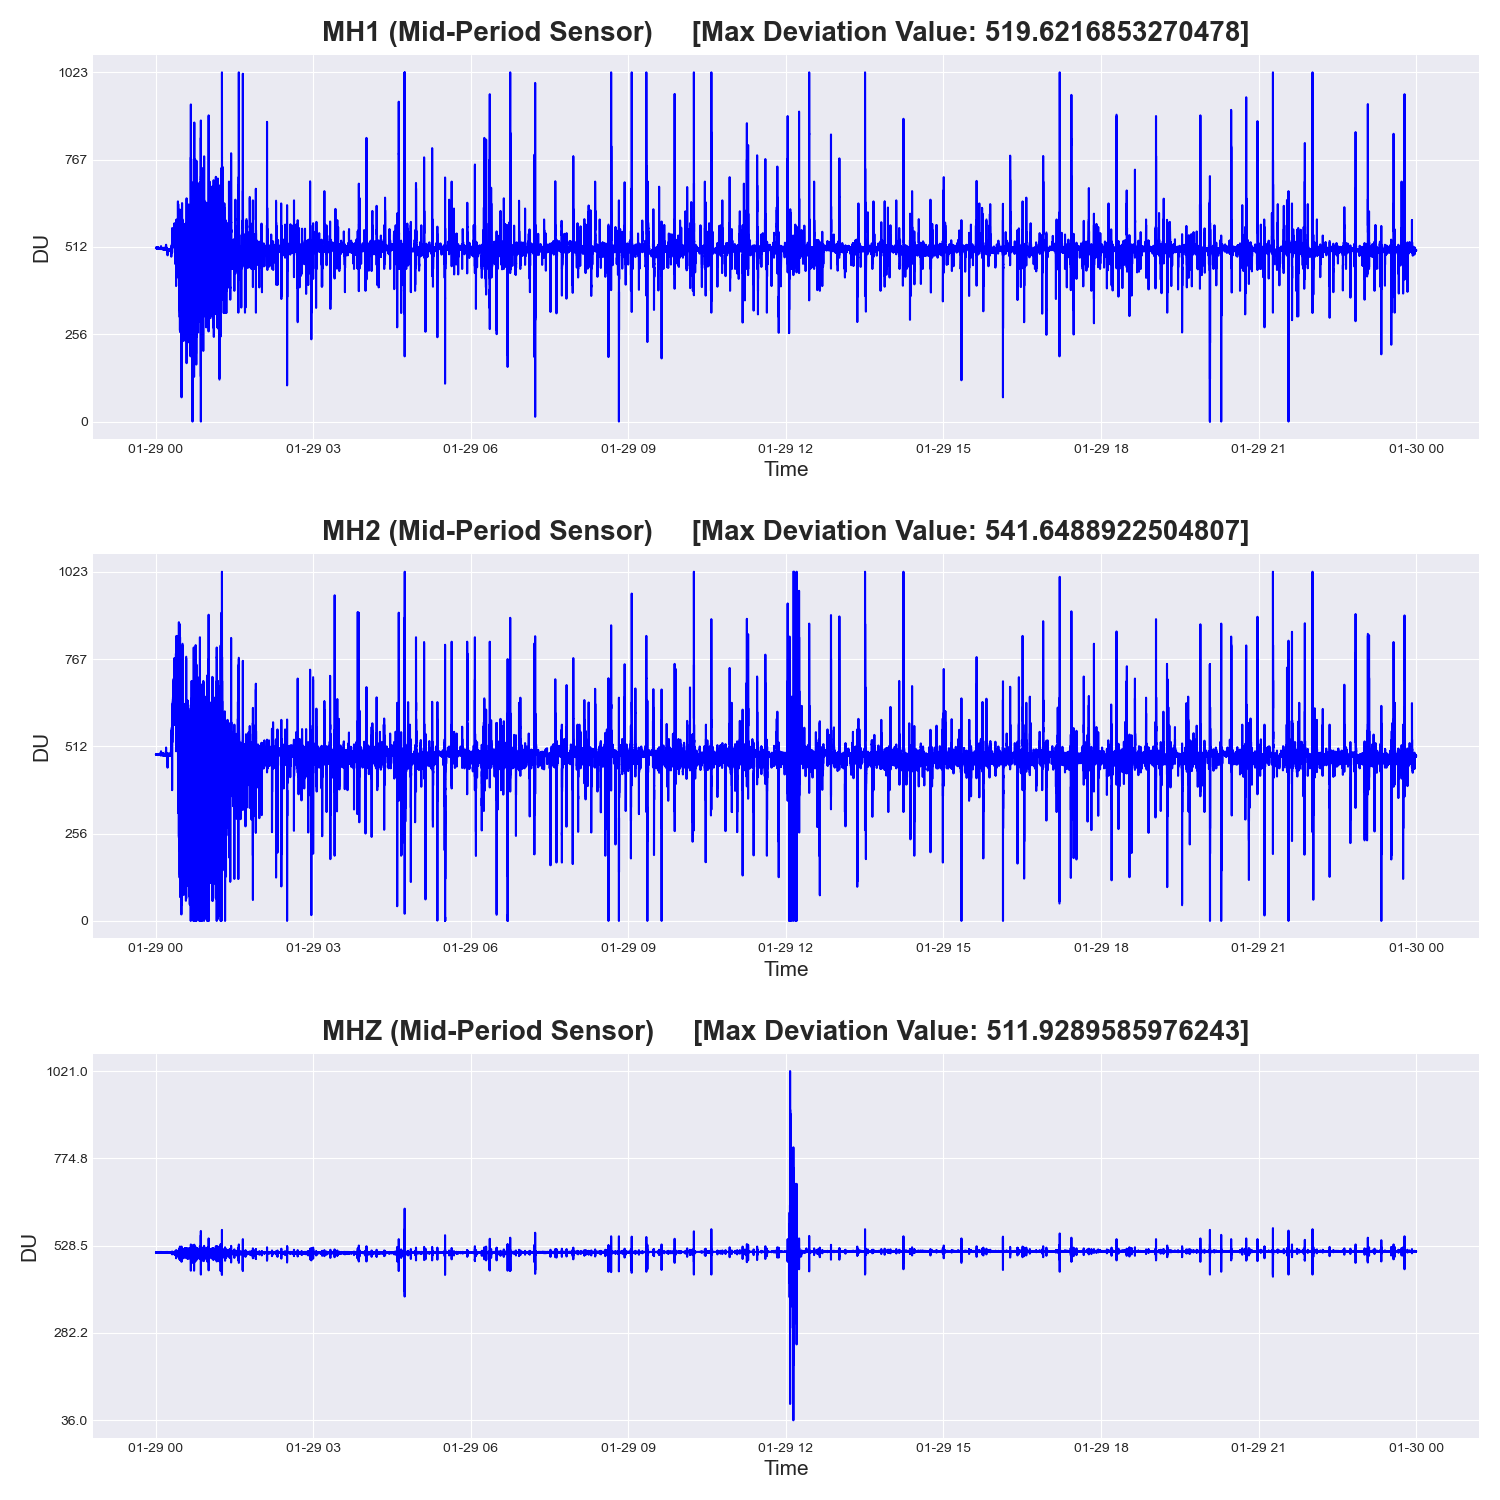 MH1 (Mid-Period Sensor) [Max Deviation Value: 519.6216853270478]
1023
767
512
256
0
DU
01-29 00 01-29 03 01-29 06 01-29 09 01-29 12 01-29 15 01-29 18 01-29 21 01-30 00
Time
MH2 (Mid-Period Sensor) [Max Deviation Value: 541.6488922504807]
1023
767
512
256
0
DU
01-29 00 01-29 03 01-29 06 01-29 09 01-29 12 01-29 15 01-29 18 01-29 21 01-30 00
Time
MHZ (Mid-Period Sensor) [Max Deviation Value: 511.9289585976243]
1021.0
774.8
528.5
282.2
36.0
DU
01-29 00 01-29 03 01-29 06 01-29 09 01-29 12 01-29 15 01-29 18 01-29 21 01-30 00
Time